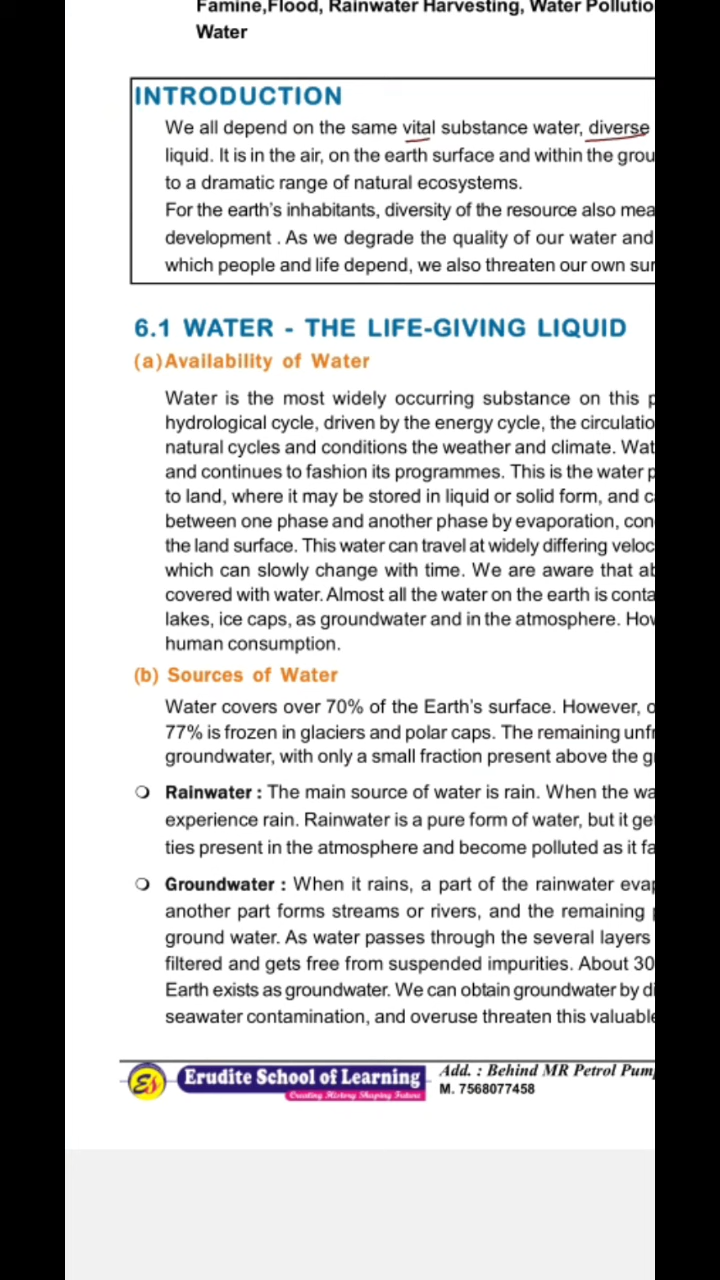 Famine,Flood, Rainwater Harvesting, Water Pollutio
Water
INTRODUCTION
We all depend on the same vital substance water, diverse
liquid. It is in the air, on the earth surface and within the grou
to a dramatic range of natural ecosystems.
For the earth's inhabitants, diversity of the resource also mea
development . As we degrade the quality of our water and
which people and life depend, we also threaten our own sur
6.1 WATER - THE LIFE-GIVING LIQUID
(a)Availability of Water
Water is the most widely occurring substance on this p
hydrological cycle, driven by the energy cycle, the circulatio
natural cycles and conditions the weather and climate. Wat
and continues to fashion its programmes. This is the water p
to land, where it may be stored in liquid or solid form, and c
between one phase and another phase by evaporation, con
the land surface. This water can travel at widely differing veloc
which can slowly change with time. We are aware that ab
covered with water. Almost all the water on the earth is conta
lakes, ice caps, as groundwater and in the atmosphere. How
human consumption.
(b) Sources of Water
Water covers over 70% of the Earth's surface. However, o
77% is frozen in glaciers and polar caps. The remaining unfr
groundwater, with only a small fraction present above the g
Rainwater : The main source of water is rain. When the wa
experience rain. Rainwater is a pure form of water, but it ge
ties present in the atmosphere and become polluted as it fa
Groundwater : When it rains, a part of the rainwater evap
another part forms streams or rivers, and the remaining p
ground water. As water passes through the several layers
filtered and gets free from suspended impurities. About 30
Earth exists as groundwater. We can obtain groundwater by di
seawater contamination, and overuse threaten this valuable
Es Erudite School of Learning Add. : Behind MR Petrol Pum
Creating History Shaping Future M. 7568077458